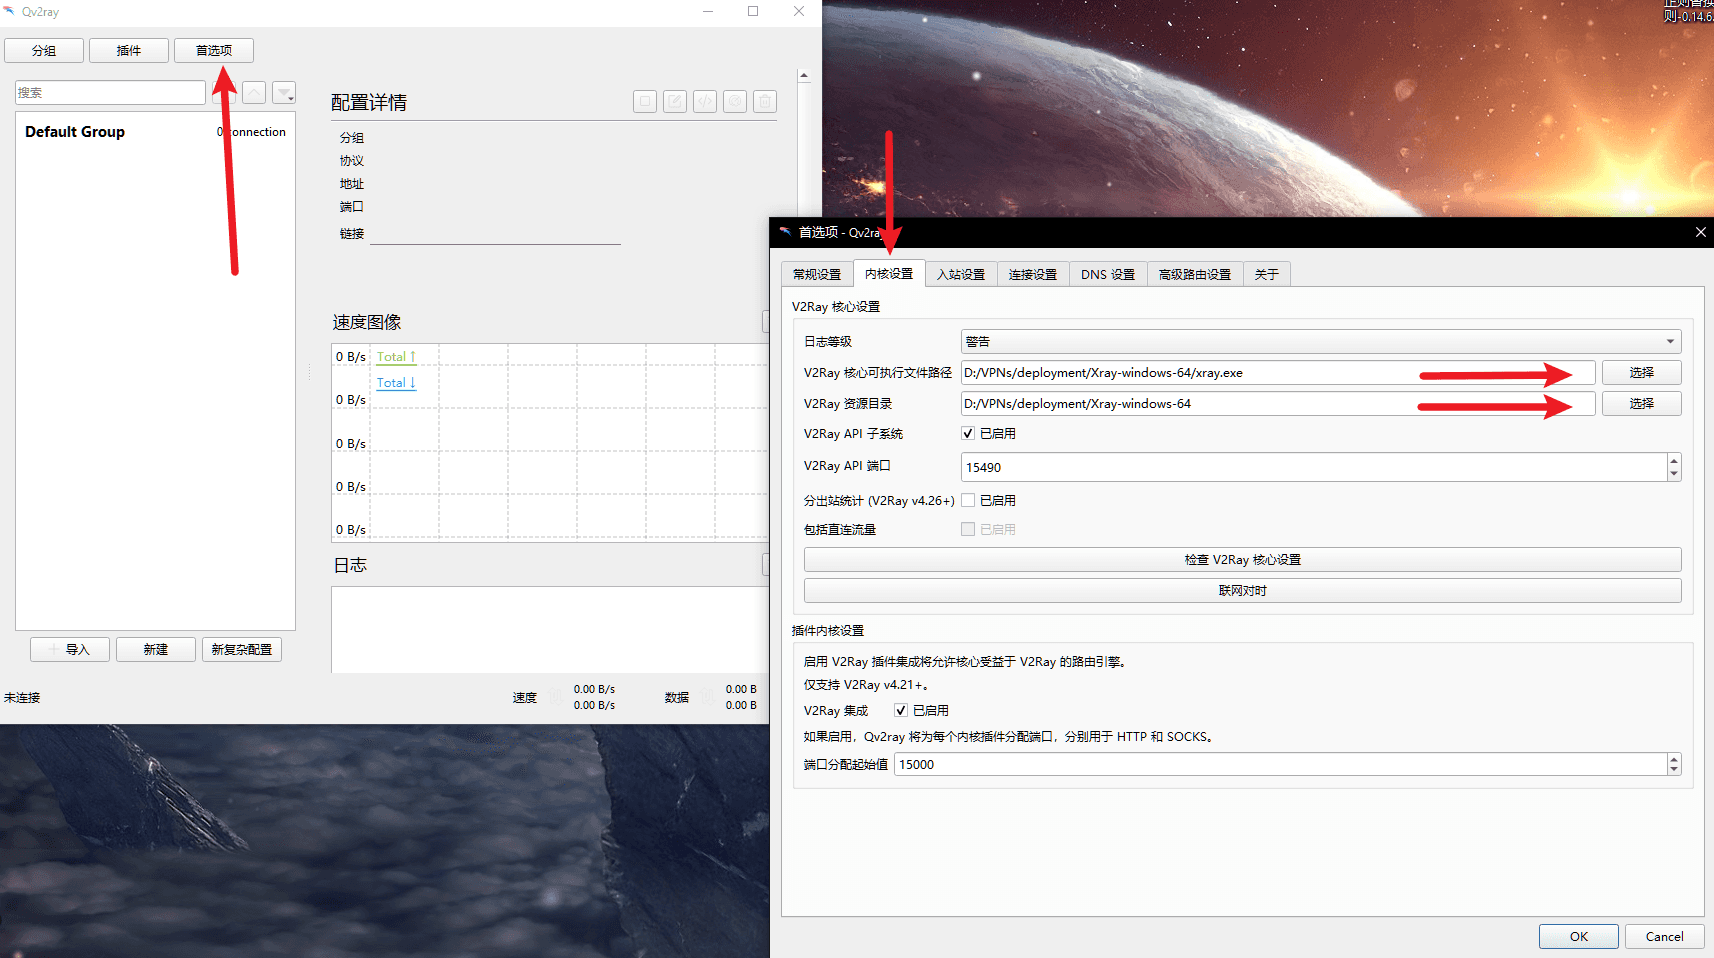 Qv2ray
分组
插件
首选项
搜索
Default Group
onnection
配置详情
分组
协议
地址
端口
链接
速度图像
0 B/s
Total ↑
Total ↓
0 B/s
0 B/s
0 B/s
0 B/s
日志
导入
新建
新复杂配置
未连接
速度
0.00 B/s
0.00 B/s
数据
0.00 B
0.00 B
则-0.14.6.
首选项 - Qv2ra
常规设置
内核设置
入站设置
连接设置
DNS 设置
高级路由设置
关于
V2Ray 核心设置
日志等级
警告
V2Ray 核心可执行文件路径
D:/VPNs/deployment/Xray-windows-64/xray.exe
选择
V2Ray 资源目录
D:/VPNs/deployment/Xray-windows-64
选择
V2Ray API 子系统
已启用
V2Ray API 端口
15490
分出站统计 (V2Ray v4.26+)
已启用
包括直连流量
已启用
检查 V2Ray 核心设置
联网对时
插件内核设置
启用 V2Ray 插件集成将允许核心受益于 V2Ray 的路由引擎。
仅支持 V2Ray v4.21+。
V2Ray 集成
已启用
如果启用，Qv2ray 将为每个内核插件分配端口，分别用于 HTTP 和 SOCKS。
端口分配起始值
15000
OK
Cancel